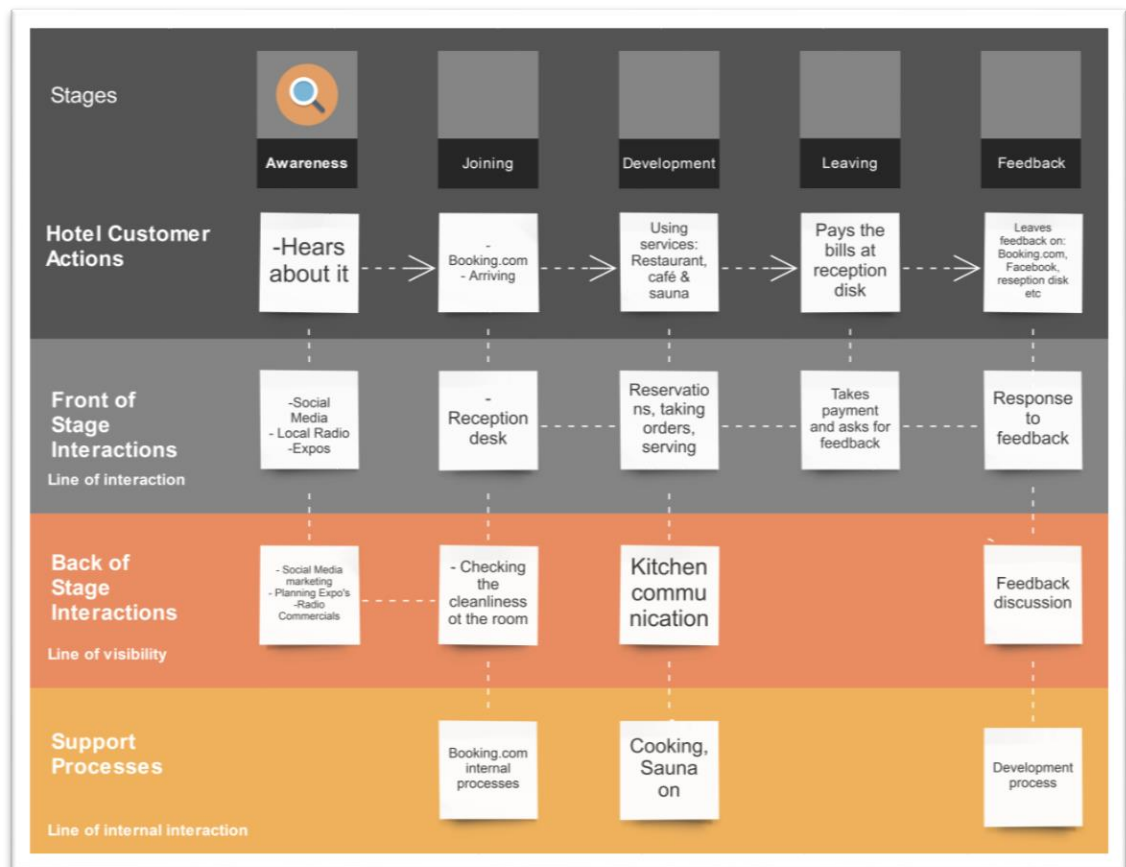 Stages
Awareness
Joining
Development
Leaving
Feedback
Hotel Customer
Actions
-Hears
about it
-
Booking.com
- Arriving
Using
services:
Restaurant,
café &
sauna
Pays the
bills at
reception
disk
Leaves
feedback on:
Booking.com,
Facebook,
reseption disk
etc
Front of
Stage
Interactions
Line of interaction
-Social
Media
- Local Radio
-Expos
-
Reception
desk
Reservatio
ns, taking
orders,
serving
Takes
payment
and asks for
feedback
Response
to
feedback
Back of
Stage
Interactions
Line of visibility
- Social Media
marketing
- Planning Expo's
-Radio
Commercials
- Checking
the
cleanliness
ot the room
Kitchen
commu
nication
Feedback
discussion
Support
Processes
Line of internal interaction
Booking.com
internal
processes
Cooking,
Sauna
on
Development
process